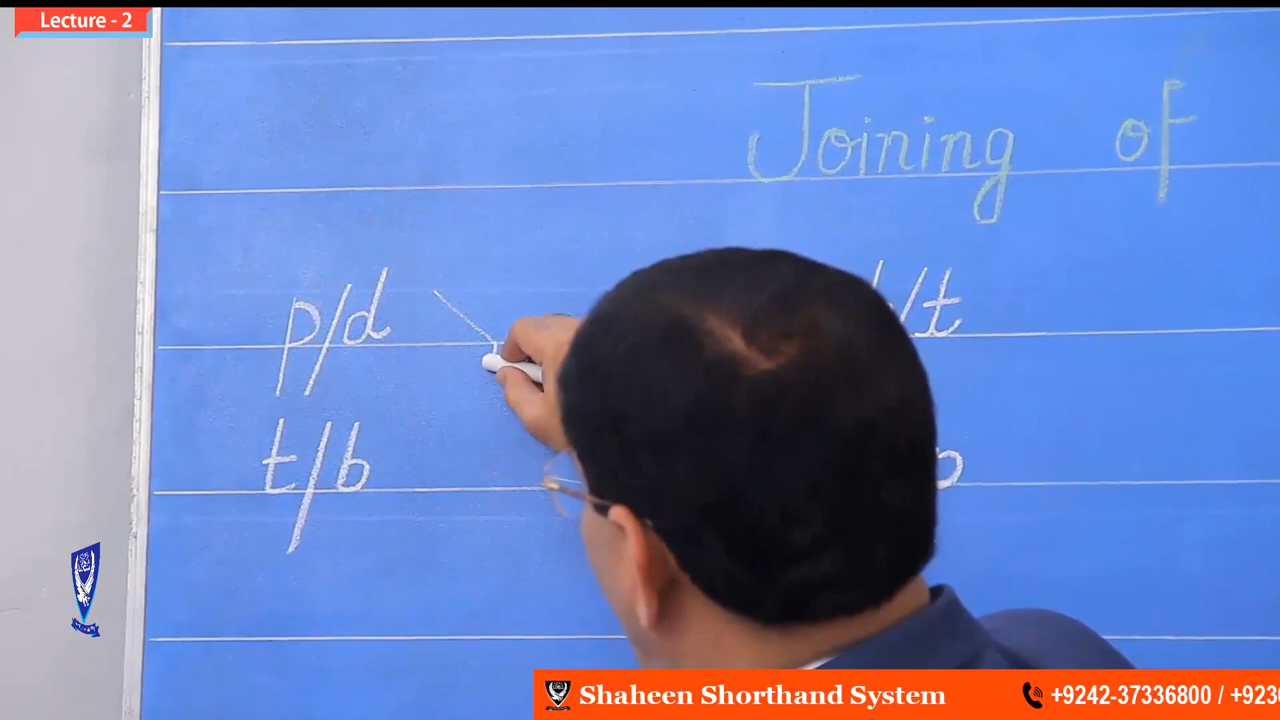 Lecture - 2
Joining of
p/d
/t
t/b
Shaheen Shorthand System
+9242-37336800 / +923